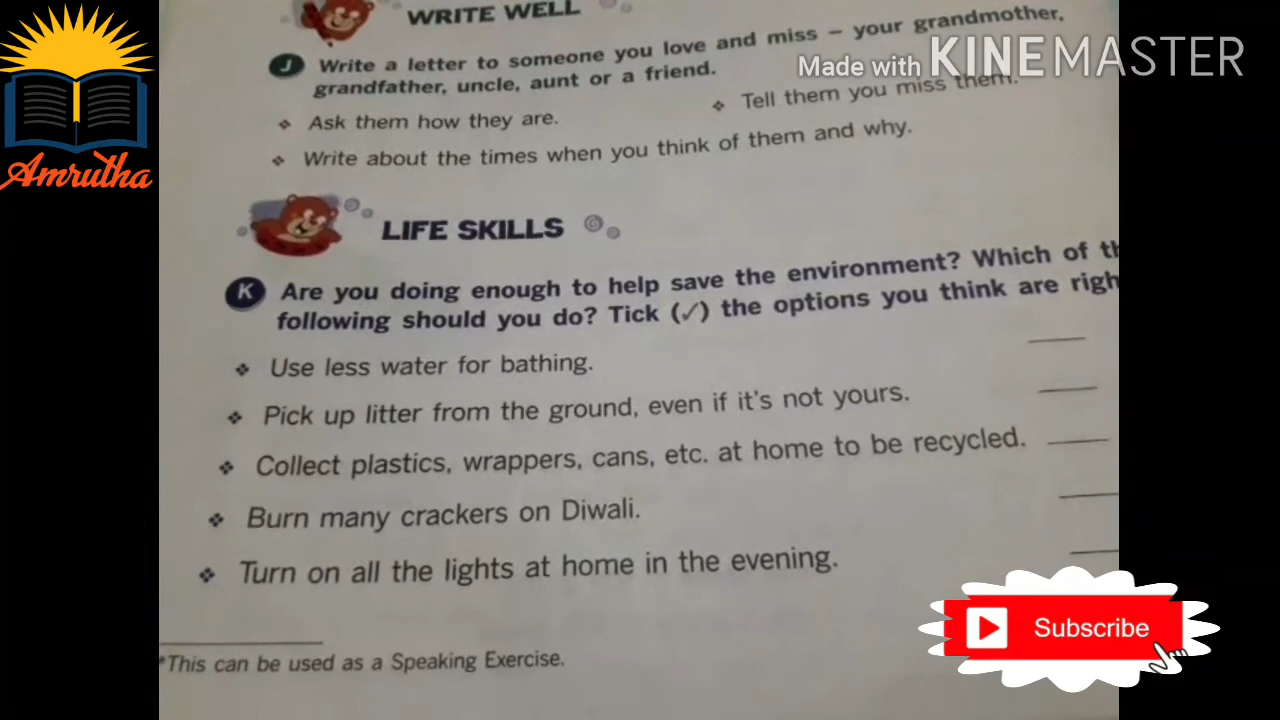 WRITE WELL
J Write a letter to someone you love and miss – your grandmother,
grandfather, uncle, aunt or a friend.
❖ Ask them how they are.
❖ Tell them you miss them.
❖ Write about the times when you think of them and why.
LIFE SKILLS
K Are you doing enough to help save the environment? Which of th
following should you do? Tick (✓) the options you think are righ
❖ Use less water for bathing.
❖ Pick up litter from the ground, even if it's not yours.
❖ Collect plastics, wrappers, cans, etc. at home to be recycled.
❖ Burn many crackers on Diwali.
❖ Turn on all the lights at home in the evening.
*This can be used as a Speaking Exercise.
Amrutha
Made with KINEMASTER
Subscribe